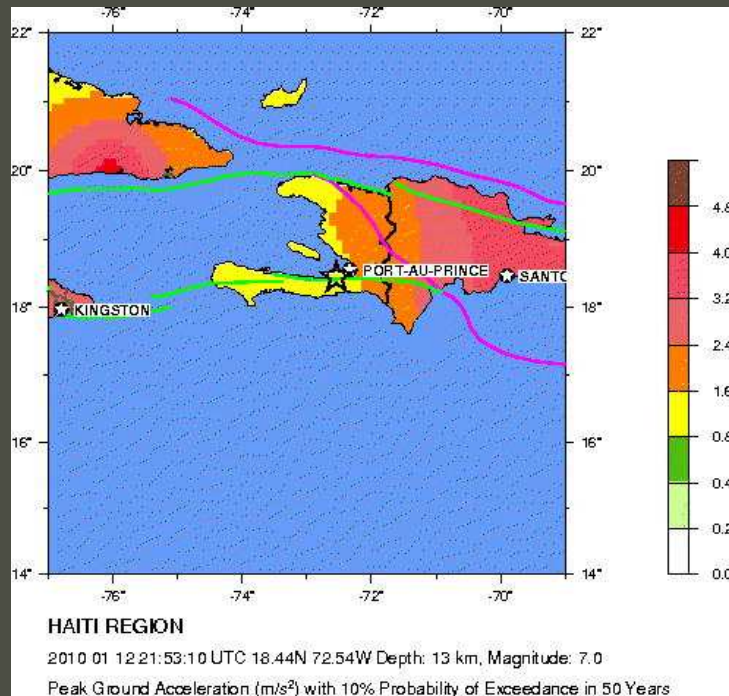 -76° -74° -72° -70°
22° 22°
20° 20°
PORT-AU-PRINCE
SANTO
18° KINGSTON 18°
16° 16°
14° 14°
-76° -74° -72° -70°
4.8
4.0
3.2
2.4
1.6
0.8
0.4
0.2
0.0
HAITI REGION
2010 01 12 21:53:10 UTC 18.44N 72.54W Depth: 13 km, Magnitude: 7.0
Peak Ground Acceleration (m/s²) with 10% Probability of Exceedance in 50 Years